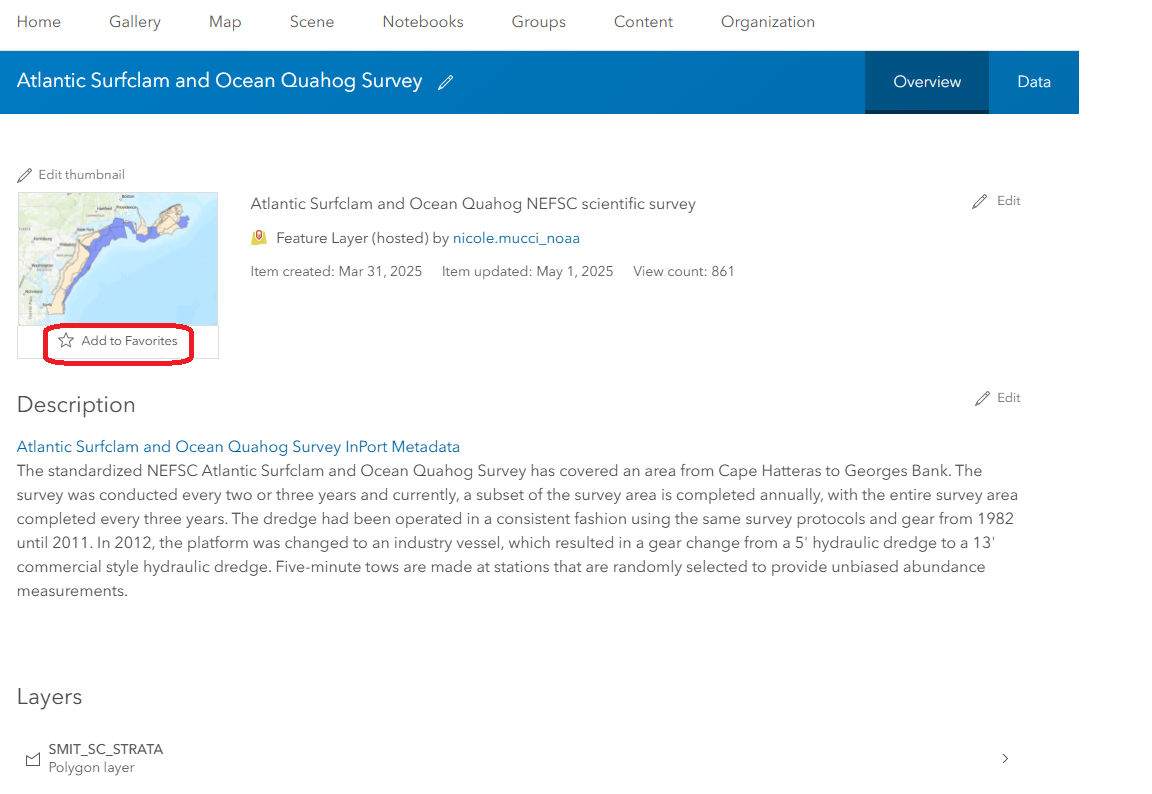 Home Gallery Map Scene Notebooks Groups Content Organization
Atlantic Surfclam and Ocean Quahog Survey Overview Data
Edit thumbnail
Atlantic Surfclam and Ocean Quahog NEFSC scientific survey Edit
Feature Layer (hosted) by nicole.mucci_noaa
Item created: Mar 31, 2025 Item updated: May 1, 2025 View count: 861
Boston
Providence
New York
Washington
Richmond
Add to Favorites
Description Edit
Atlantic Surfclam and Ocean Quahog Survey InPort Metadata
The standardized NEFSC Atlantic Surfclam and Ocean Quahog Survey has covered an area from Cape Hatteras to Georges Bank. The
survey was conducted every two or three years and currently, a subset of the survey area is completed annually, with the entire survey area
completed every three years. The dredge had been operated in a consistent fashion using the same survey protocols and gear from 1982
until 2011. In 2012, the platform was changed to an industry vessel, which resulted in a gear change from a 5' hydraulic dredge to a 13'
commercial style hydraulic dredge. Five-minute tows are made at stations that are randomly selected to provide unbiased abundance
measurements.
Layers
SMIT_SC_STRATA
Polygon layer